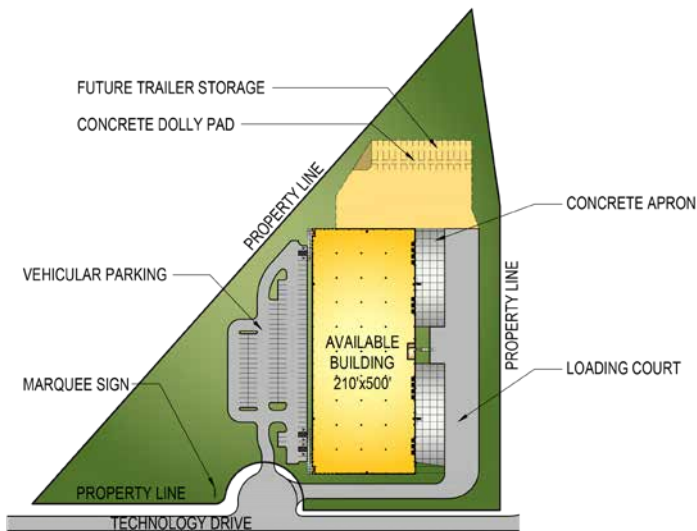 FUTURE TRAILER STORAGE
CONCRETE DOLLY PAD
PROPERTY LINE
CONCRETE APRON
VEHICULAR PARKING
PROPERTY LINE
AVAILABLE
BUILDING
210'x500'
LOADING COURT
MARQUEE SIGN
PROPERTY LINE
TECHNOLOGY DRIVE